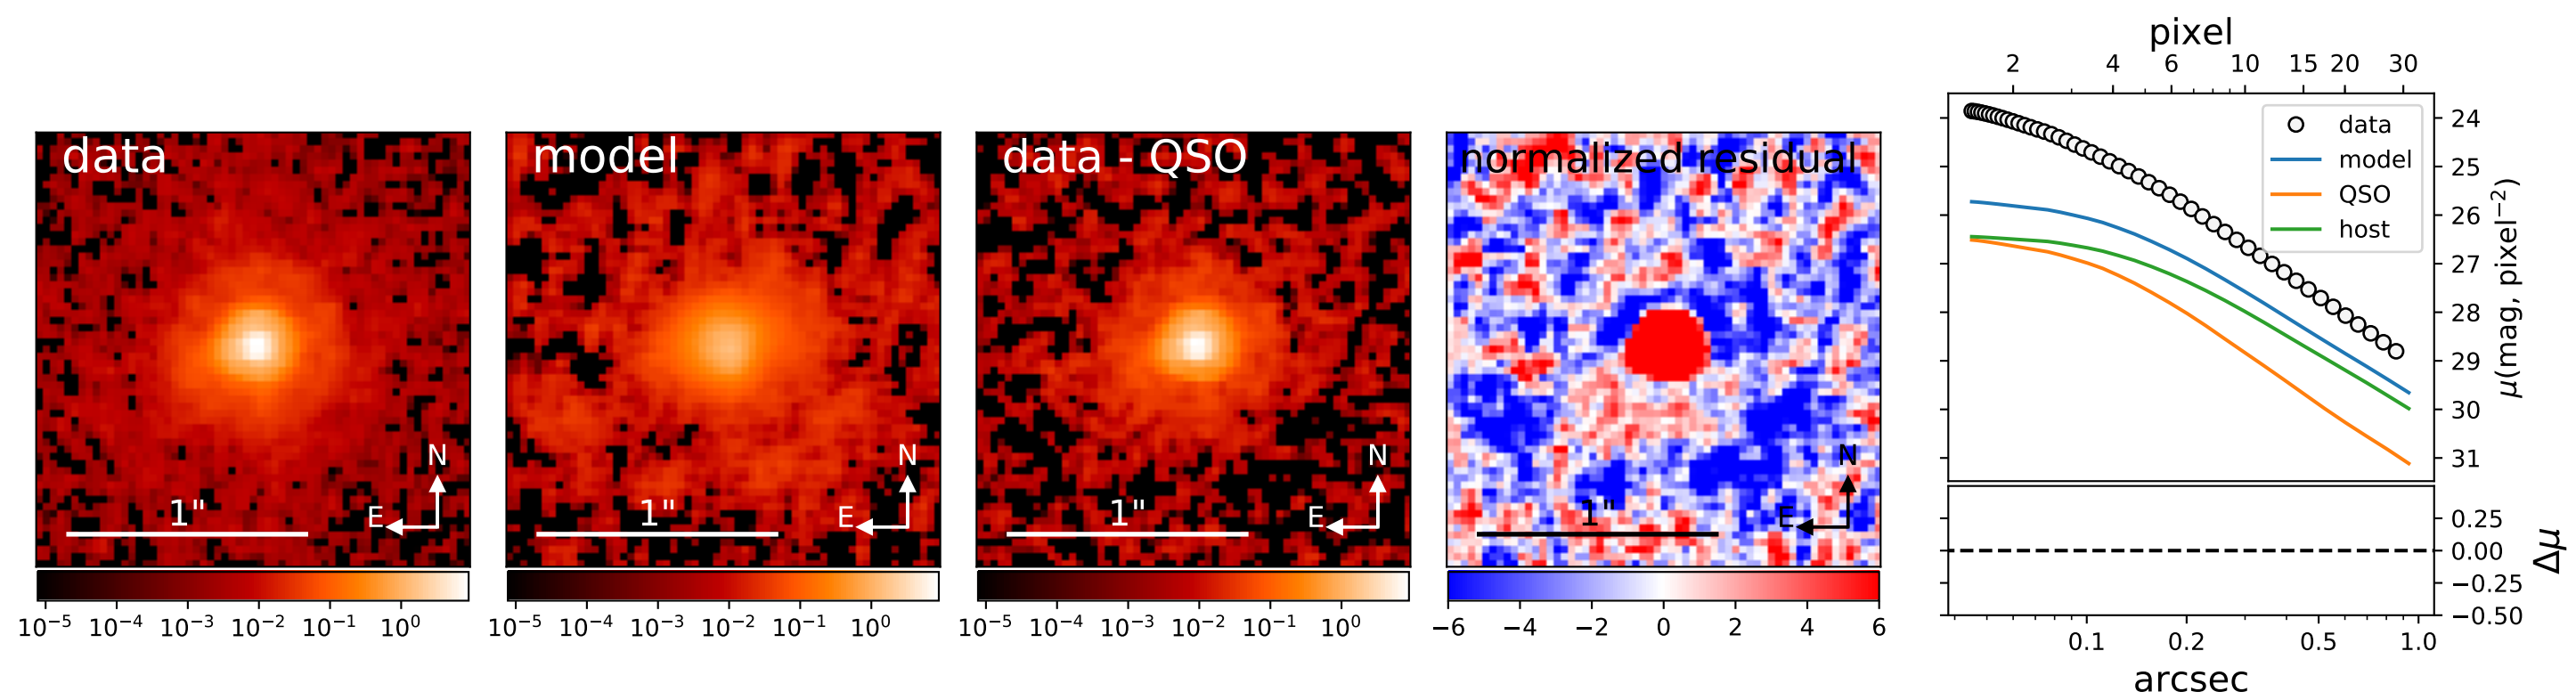 data
N
E
1"
10⁻⁵ 10⁻⁴ 10⁻³ 10⁻² 10⁻¹ 10⁰
model
N
E
1"
10⁻⁵ 10⁻⁴ 10⁻³ 10⁻² 10⁻¹ 10⁰
data - QSO
N
E
1"
10⁻⁵ 10⁻⁴ 10⁻³ 10⁻² 10⁻¹ 10⁰
normalized residual
N
E
1"
−6 −4 −2 0 2 4 6
pixel
2 4 6 10 15 20 30
data
model
QSO
host
24
25
26
27
28
29
30
31
μ(mag, pixel⁻²)
0.25
0.00
−0.25
−0.50
Δμ
0.1 0.2 0.5 1.0
arcsec